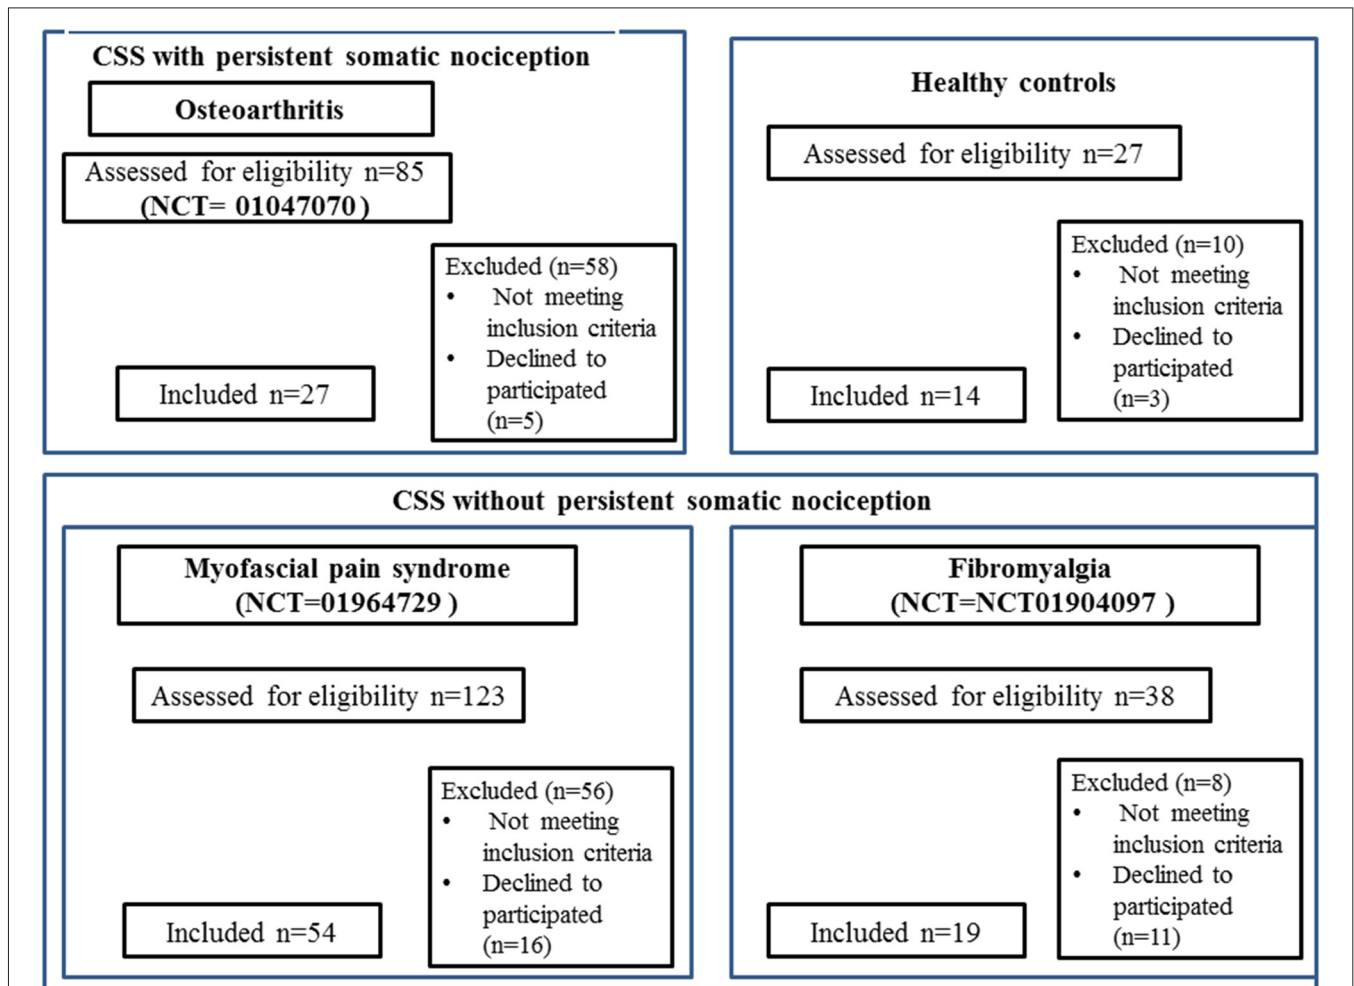 CSS with persistent somatic nociception
Osteoarthritis
Assessed for eligibility n=85
(NCT= 01047070)
Excluded (n=58)
• Not meeting
inclusion criteria
• Declined to
participated
(n=5)
Included n=27
Healthy controls
Assessed for eligibility n=27
Excluded (n=10)
• Not meeting
inclusion criteria
• Declined to
participated
(n=3)
Included n=14
CSS without persistent somatic nociception
Myofascial pain syndrome
(NCT=01964729 )
Assessed for eligibility n=123
Excluded (n=56)
• Not meeting
inclusion criteria
• Declined to
participated
(n=16)
Included n=54
Fibromyalgia
(NCT=NCT01904097 )
Assessed for eligibility n=38
Excluded (n=8)
• Not meeting
inclusion criteria
• Declined to
participated
(n=11)
Included n=19